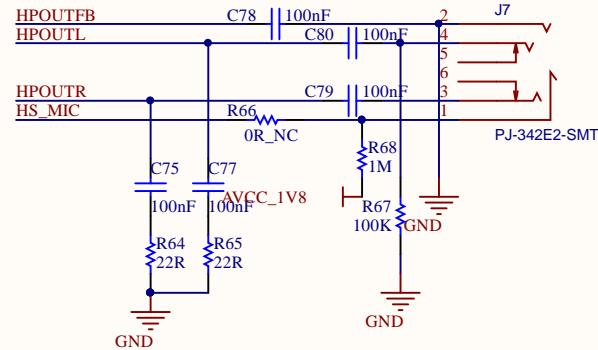 HPOUTFB C78 100nF 2 J7
HPOUTL C80 100nF 4
5
6
HPOUTR C79 100nF 3
HS_MIC R66 1
0R_NC PJ-342E2-SMT
R68
1M
C75 C77
100nF 100nF AVCC_1V8
R67
100K GND
R64 R65
22R 22R
GND GND